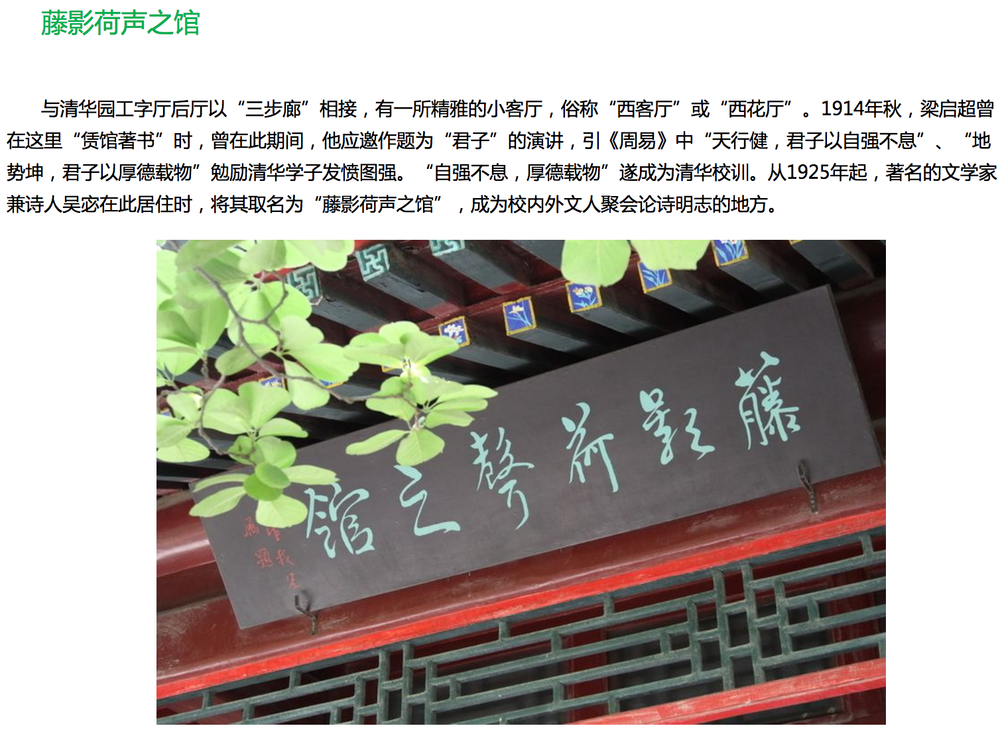 藤影荷声之馆
与清华园工字厅后厅以“三步廊”相接，有一所精雅的小客厅，俗称“西客厅”或“西花厅”。1914年秋，梁启超曾
在这里“赁馆著书”时，曾在此期间，他应邀作题为“君子”的演讲，引《周易》中“天行健，君子以自强不息”、“地
势坤，君子以厚德载物”勉励清华学子发愤图强。“自强不息，厚德载物”遂成为清华校训。从1925年起，著名的文学家
兼诗人吴宓在此居住时，将其取名为“藤影荷声之馆”，成为校内外文人聚会论诗明志的地方。
藤影荷聲之館